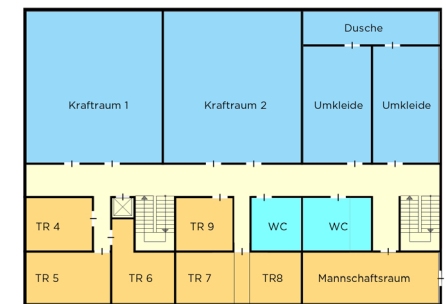 Dusche
Kraftraum 1
Kraftraum 2
Umkleide
Umkleide
TR 4
TR 9
WC
WC
TR 5
TR 6
TR 7
TR8
Mannschaftsraum